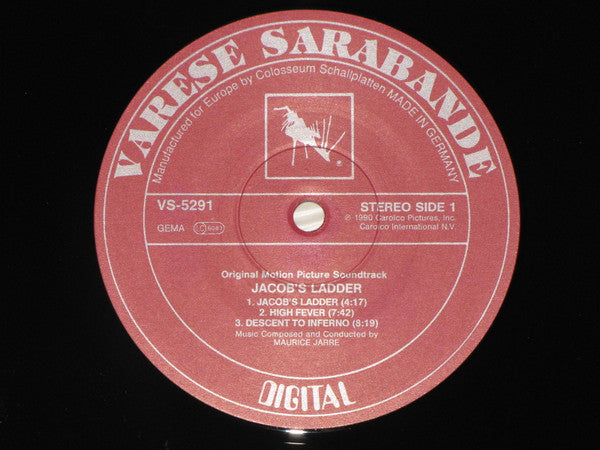 VARESE SARABANDE
Manufactured for Europe by Colosseum Schallplatten MADE IN GERMANY
®
VS-5291
STEREO SIDE 1
GEMA
LC 6083
℗ 1990 Carolco Pictures, Inc.
Carolco International N.V.
Original Motion Picture Soundtrack
JACOB'S LADDER
1. JACOB'S LADDER (4:17)
2. HIGH FEVER (7:42)
3. DESCENT TO INFERNO (8:19)
Music Composed and Conducted by
MAURICE JARRE
DIGITAL